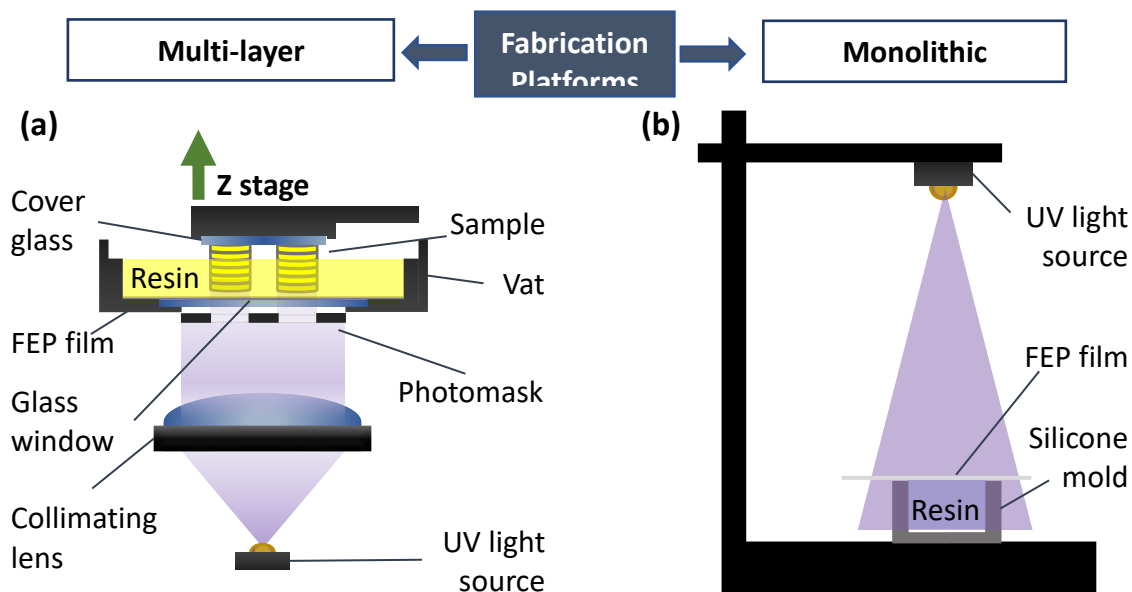 Multi-layer
Fabrication
Platforms
Monolithic
(a)
Z stage
Cover
glass
Sample
Resin
Vat
FEP film
Photomask
Glass
window
Collimating
lens
UV light
source
(b)
UV light
source
FEP film
Silicone
mold
Resin